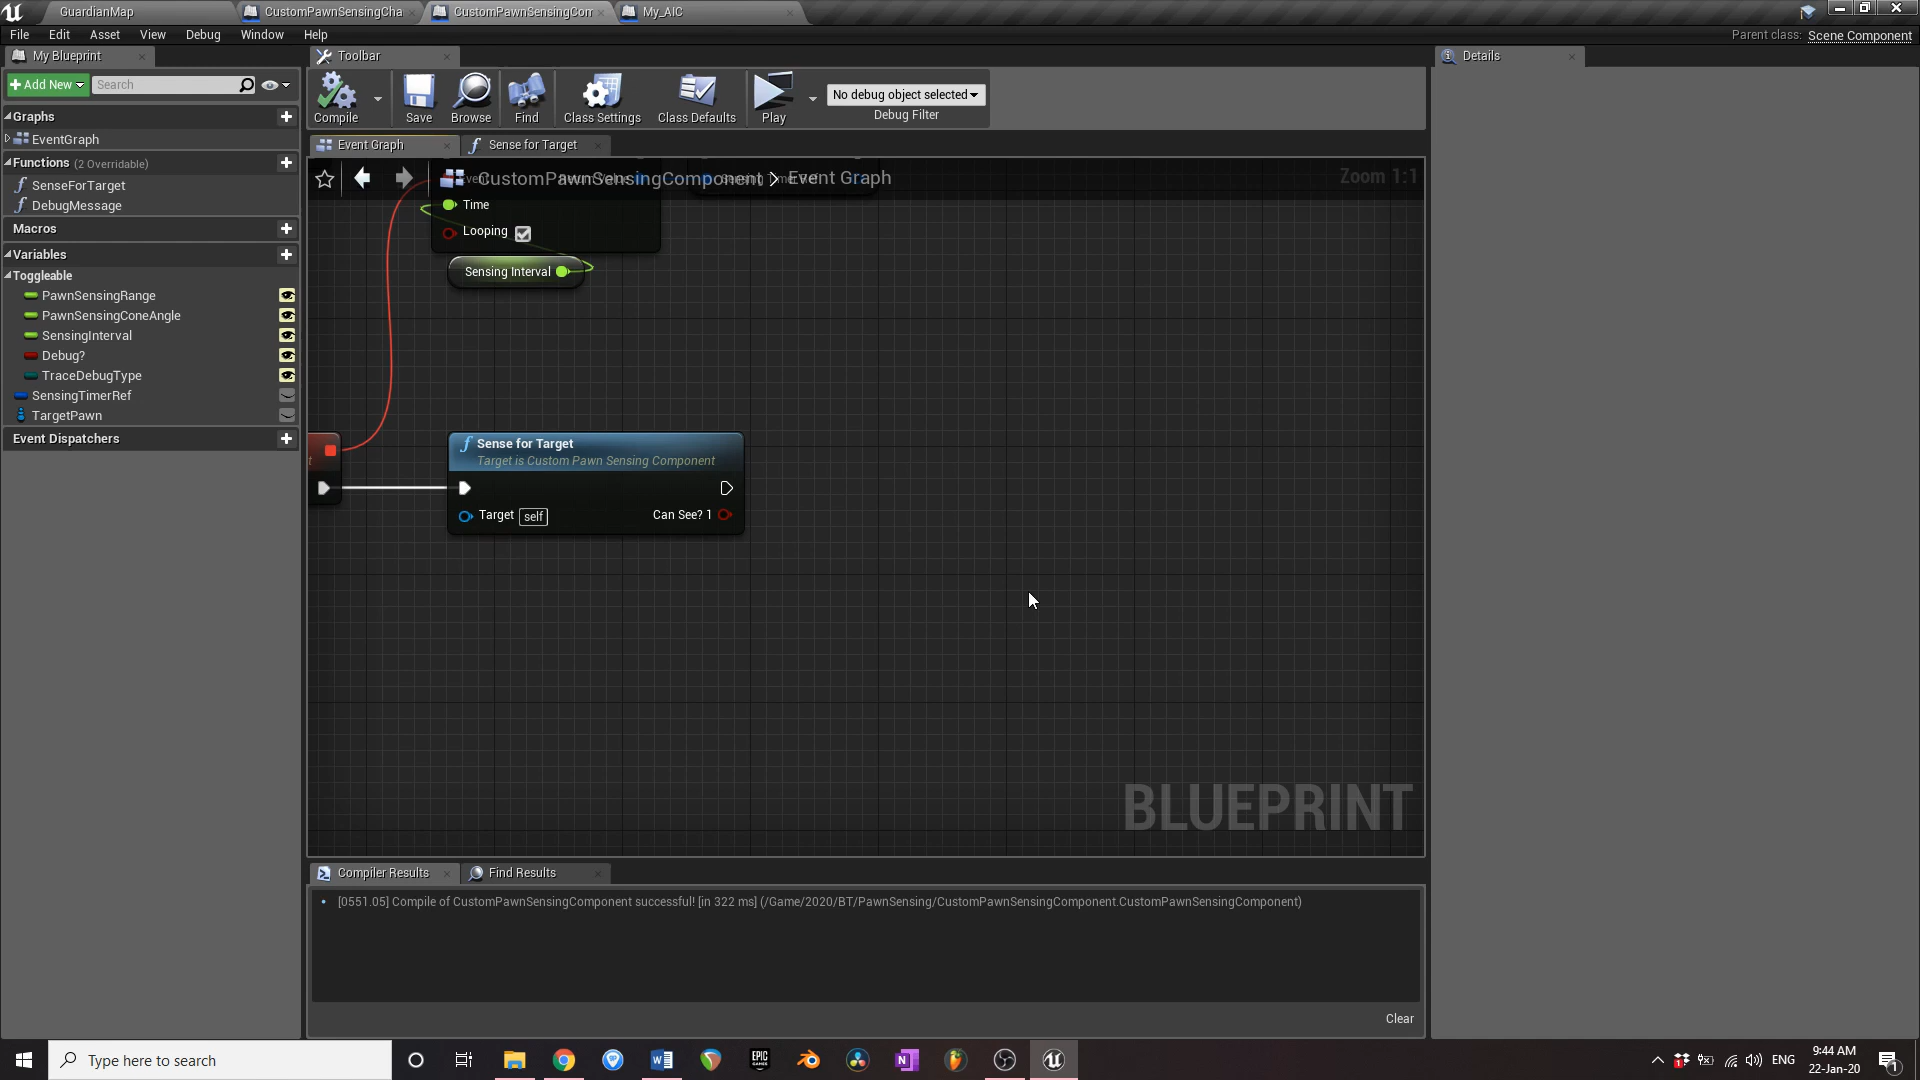 GuardianMap
CustomPawnSensingCha
CustomPawnSensingCom
My_AIC
File Edit Asset View Debug Window Help
Parent class: Scene Component
My Blueprint
Toolbar
Details
Add New
Search
Compile
Save
Browse
Find
Class Settings
Class Defaults
Play
No debug object selected
Debug Filter
Graphs
EventGraph
Functions (2 Overridable)
SenseForTarget
DebugMessage
Macros
Variables
Toggleable
PawnSensingRange
PawnSensingConeAngle
SensingInterval
Debug?
TraceDebugType
SensingTimerRef
TargetPawn
Event Dispatchers
Event Graph
Sense for Target
CustomPawnSensingComponent > Event Graph
Zoom 1:1
Time
Looping
Sensing Interval
Sense for Target
Target is Custom Pawn Sensing Component
Target self
Can See? 1
BLUEPRINT
Compiler Results
Find Results
• [0551.05] Compile of CustomPawnSensingComponent successful! [in 322 ms] (/Game/2020/BT/PawnSensing/CustomPawnSensingComponent.CustomPawnSensingComponent)
Clear
Type here to search
EPIC GAMES
ENG
9:44 AM
22-Jan-20
1